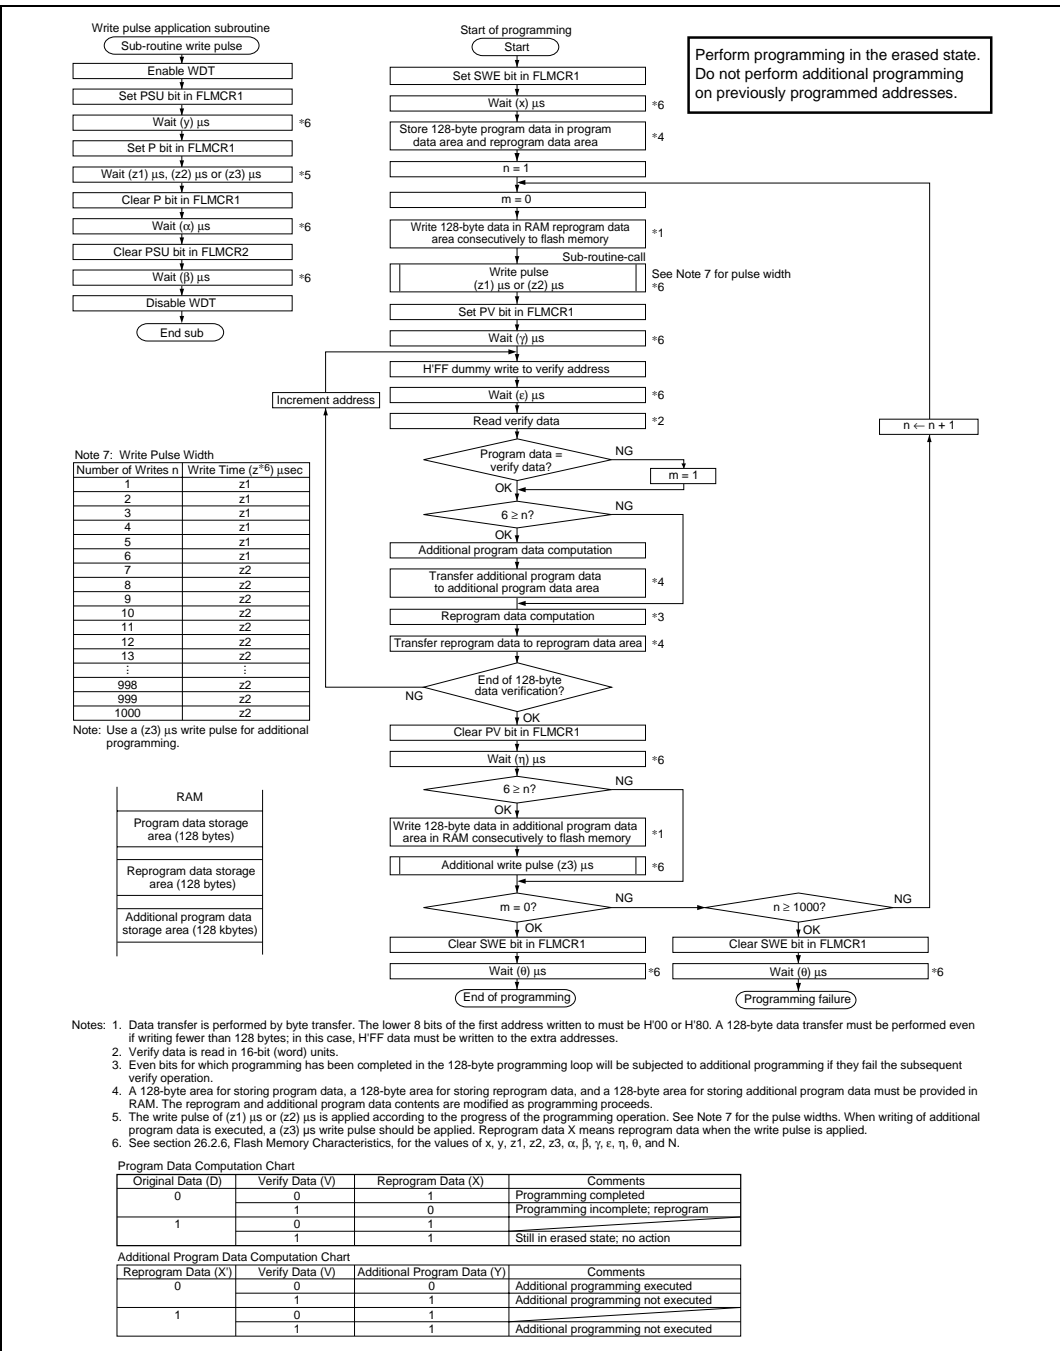 Write pulse application subroutine
Sub-routine write pulse
Enable WDT
Set PSU bit in FLMCR1
Wait (y) μs
*6
Set P bit in FLMCR1
Wait (z1) μs, (z2) μs or (z3) μs
*5
Clear P bit in FLMCR1
Wait (α) μs
*6
Clear PSU bit in FLMCR2
Wait (β) μs
*6
Disable WDT
End sub
Start of programming
Start
Set SWE bit in FLMCR1
Wait (x) μs
*6
Store 128-byte program data in program
data area and reprogram data area
*4
n = 1
m = 0
Write 128-byte data in RAM reprogram data
area consecutively to flash memory
*1
Sub-routine-call
Write pulse
(z1) μs or (z2) μs
See Note 7 for pulse width
*6
Set PV bit in FLMCR1
Wait (γ) μs
*6
H'FF dummy write to verify address
Wait (ε) μs
*6
Read verify data
*2
Increment address
Program data =
verify data?
NG
m = 1
OK
6 ≥ n?
NG
OK
Additional program data computation
Transfer additional program data
to additional program data area
*4
Reprogram data computation
*3
Transfer reprogram data to reprogram data area
*4
End of 128-byte
data verification?
NG
OK
Clear PV bit in FLMCR1
Wait (η) μs
*6
6 ≥ n?
NG
OK
Write 128-byte data in additional program data
area in RAM consecutively to flash memory
*1
Additional write pulse (z3) μs
*6
m = 0?
NG
OK
Clear SWE bit in FLMCR1
Wait (θ) μs
*6
End of programming
n ≥ 1000?
NG
OK
Clear SWE bit in FLMCR1
Wait (θ) μs
*6
Programming failure
n ← n + 1
Perform programming in the erased state.
Do not perform additional programming
on previously programmed addresses.
Note 7: Write Pulse Width
Number of Writes n Write Time (z*6) μsec
1 z1
2 z1
3 z1
4 z1
5 z1
6 z1
7 z2
8 z2
9 z2
10 z2
11 z2
12 z2
13 z2
⋮ ⋮
998 z2
999 z2
1000 z2
Note: Use a (z3) μs write pulse for additional
programming.
RAM
Program data storage
area (128 bytes)
Reprogram data storage
area (128 bytes)
Additional program data
storage area (128 kbytes)
Notes: 1. Data transfer is performed by byte transfer. The lower 8 bits of the first address written to must be H'00 or H'80. A 128-byte data transfer must be performed even
if writing fewer than 128 bytes; in this case, H'FF data must be written to the extra addresses.
2. Verify data is read in 16-bit (word) units.
3. Even bits for which programming has been completed in the 128-byte programming loop will be subjected to additional programming if they fail the subsequent
verify operation.
4. A 128-byte area for storing program data, a 128-byte area for storing reprogram data, and a 128-byte area for storing additional program data must be provided in
RAM. The reprogram and additional program data contents are modified as programming proceeds.
5. The write pulse of (z1) μs or (z2) μs is applied according to the progress of the programming operation. See Note 7 for the pulse widths. When writing of additional
program data is executed, a (z3) μs write pulse should be applied. Reprogram data X means reprogram data when the write pulse is applied.
6. See section 26.2.6, Flash Memory Characteristics, for the values of x, y, z1, z2, z3, α, β, γ, ε, η, θ, and N.
Program Data Computation Chart
Original Data (D) Verify Data (V) Reprogram Data (X) Comments
0 0 1 Programming completed
1 0 Programming incomplete; reprogram
1 0 1
1 1 Still in erased state; no action
Additional Program Data Computation Chart
Reprogram Data (X') Verify Data (V) Additional Program Data (Y) Comments
0 0 0 Additional programming executed
1 1 Additional programming not executed
1 0 1
1 1 Additional programming not executed